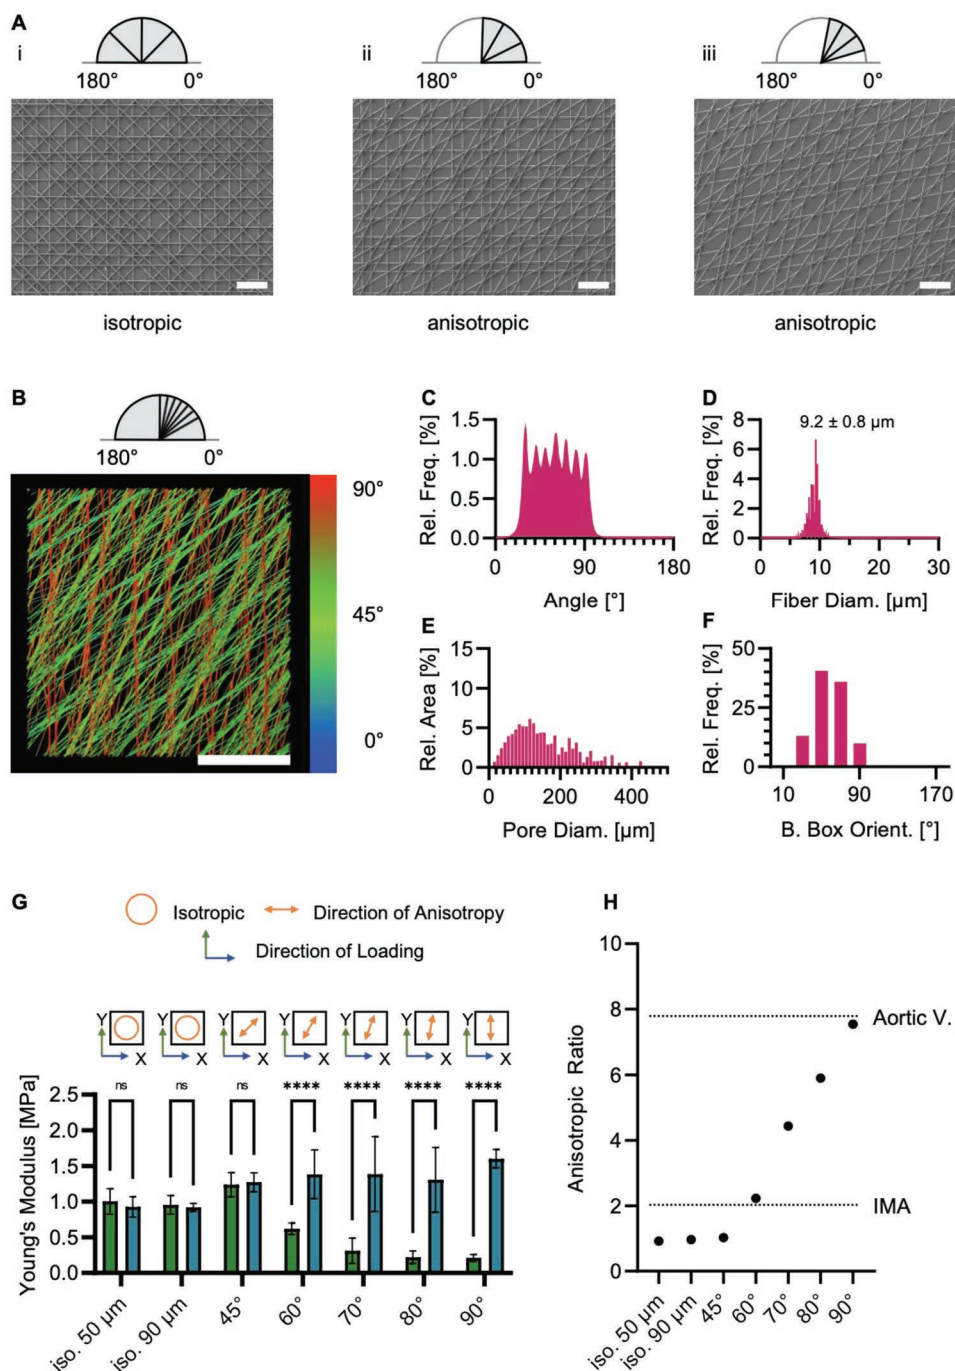 A
i
ii
iii
180° 0°
180° 0°
180° 0°
isotropic
anisotropic
anisotropic
B
180° 0°
90°
45°
0°
C
Rel. Freq. [%]
1.5
1.0
0.5
0.0
0 90 180
Angle [°]
D
Rel. Freq. [%]
8
6
4
2
0
9.2 ± 0.8 µm
0 10 20 30
Fiber Diam. [µm]
E
Rel. Area [%]
15
10
5
0
0 200 400
Pore Diam. [µm]
F
Rel. Freq. [%]
50
25
0
10 90 170
B. Box Orient. [°]
G
Isotropic
Direction of Anisotropy
Direction of Loading
Y Y Y Y Y Y Y
X X X X X X X
ns ns ns **** **** **** ****
Young's Modulus [MPa]
2.5
2.0
1.5
1.0
0.5
0.0
iso. 50 µm
iso. 90 µm
45°
60°
70°
80°
90°
H
Anisotropic Ratio
10
8
6
4
2
0
Aortic V.
IMA
iso. 50 µm
iso. 90 µm
45°
60°
70°
80°
90°